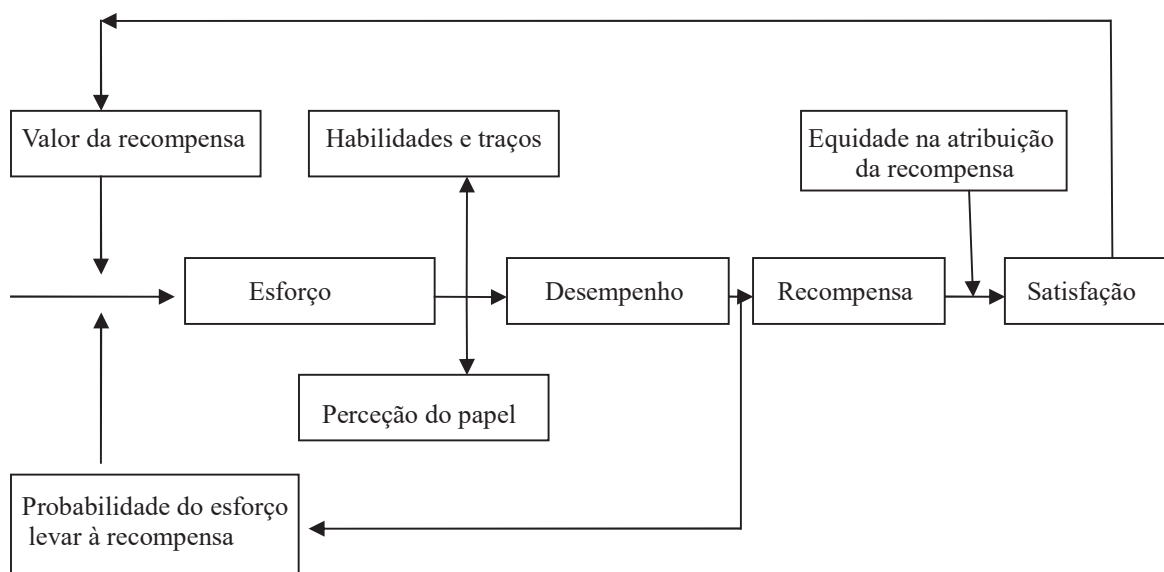 Valor da recompensa
Habilidades e traços
Equidade na atribuição
da recompensa
Esforço
Desempenho
Recompensa
Satisfação
Perceção do papel
Probabilidade do esforço
levar à recompensa